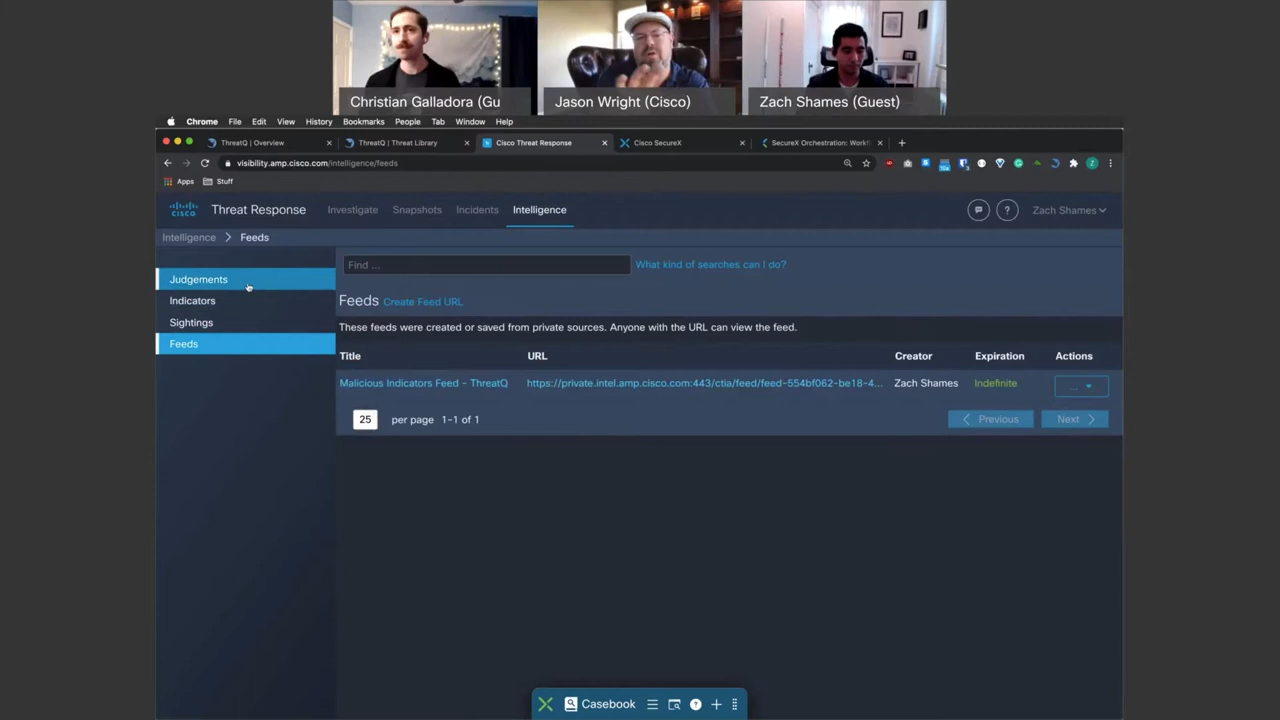 Christian Galladora (Gu
Jason Wright (Cisco)
Zach Shames (Guest)
Chrome File Edit View History Bookmarks People Tab Window Help
ThreatQ | Overview
ThreatQ | Threat Library
Cisco Threat Response
Cisco SecureX
SecureX Orchestration: Workf
visibility.amp.cisco.com/intelligence/feeds
Apps Stuff
cisco Threat Response Investigate Snapshots Incidents Intelligence ? Zach Shames
Intelligence > Feeds
Judgements
Indicators
Sightings
Feeds
Find ... What kind of searches can I do?
Feeds Create Feed URL
These feeds were created or saved from private sources. Anyone with the URL can view the feed.
Title URL Creator Expiration Actions
Malicious Indicators Feed - ThreatQ https://private.intel.amp.cisco.com:443/ctia/feed/feed-554bf062-be18-4... Zach Shames Indefinite ...
25 per page 1-1 of 1 Previous Next
Casebook